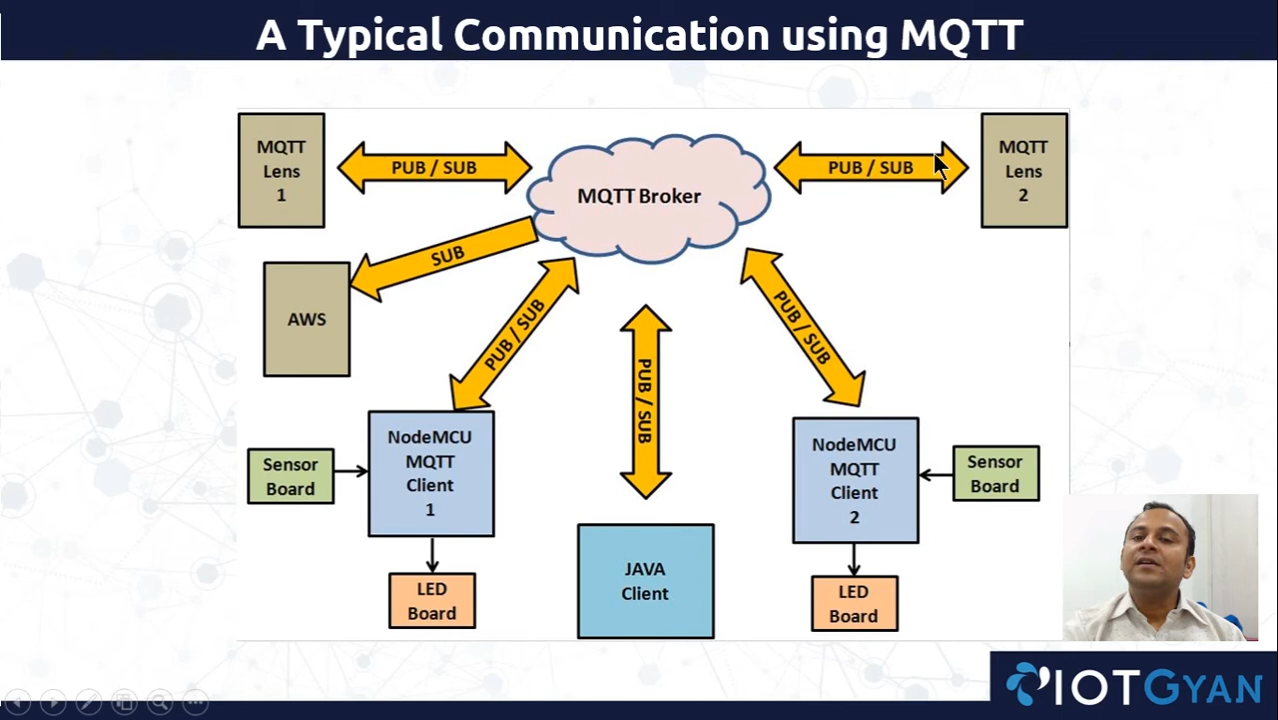 A Typical Communication using MQTT
MQTT
Lens
1
PUB / SUB
MQTT Broker
PUB / SUB
MQTT
Lens
2
SUB
AWS
PUB / SUB
PUB / SUB
PUB / SUB
Sensor
Board
NodeMCU
MQTT
Client
1
LED
Board
JAVA
Client
NodeMCU
MQTT
Client
2
Sensor
Board
LED
Board
IOTGYAN